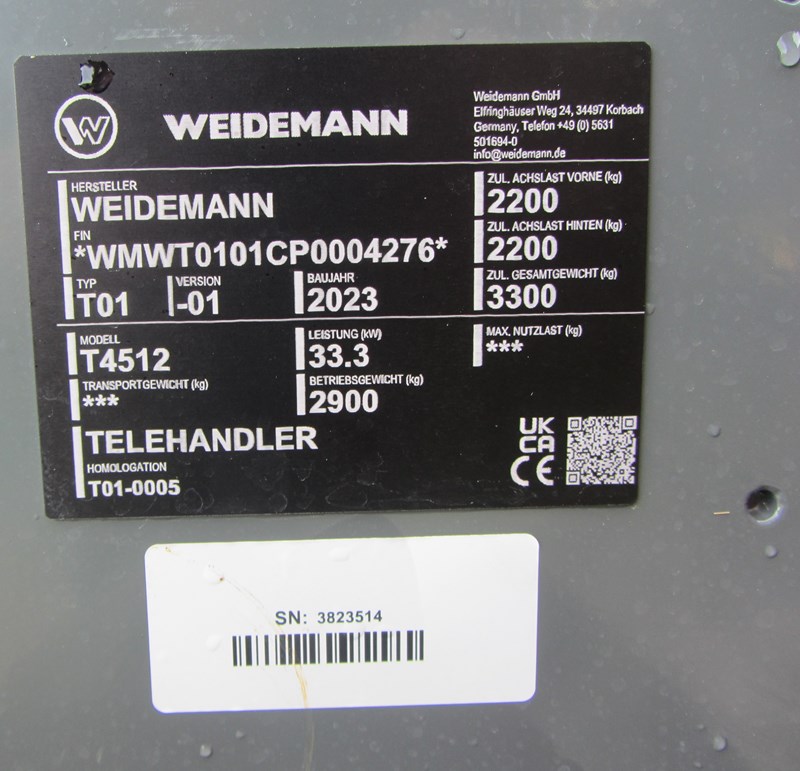 WEIDEMANN
Weidemann GmbH
Elfringhäuser Weg 24, 34497 Korbach
Germany, Telefon +49 (0) 5631
501694-0
info@weidemann.de
HERSTELLER
WEIDEMANN
FIN
*WMWT0101CP0004276*
TYP
T01
VERSION
-01
BAUJAHR
2023
ZUL. ACHSLAST VORNE (kg)
2200
ZUL. ACHSLAST HINTEN (kg)
2200
ZUL. GESAMTGEWICHT (kg)
3300
MODELL
T4512
LEISTUNG (kW)
33.3
MAX. NUTZLAST (kg)
***
TRANSPORTGEWICHT (kg)
***
BETRIEBSGEWICHT (kg)
2900
TELEHANDLER
HOMOLOGATION
T01-0005
UK
CA
CE
SN: 3823514